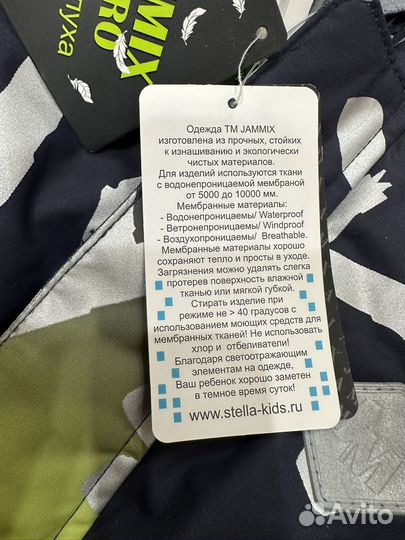 MMIX
RO
пуха
Одежда ТМ JAMMIX
изготовлена из прочных, стойких
к изнашиванию и экологически
чистых материалов.
Для изделий используются ткани
с водонепроницаемой мембраной
от 5000 до 10000 мм.
Мембранные материалы:
- Водонепроницаемы/ Waterproof
- Ветронепроницаемы/ Windproof
- Воздухопроницаемы/ Breathable.
Мембранные материалы хорошо
сохраняют тепло и просты в уходе.
Загрязнения можно удалять слегка
протерев поверхность влажной
тканью или мягкой губкой.
Стирать изделие при
режиме не > 40 градусов с
использованием моющих средств для
мембранных тканей! Не использовать
хлор и отбеливатели!
Благодаря светоотражающим
элементам на одежде,
Ваш ребенок хорошо заметен
в темное время суток!
www.stella-kids.ru
Avito